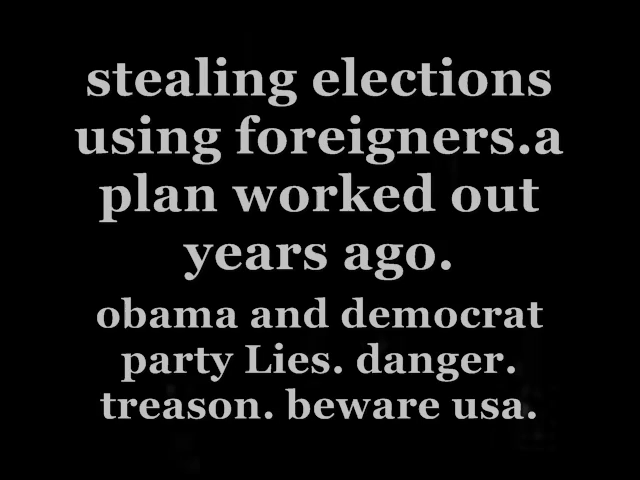 stealing elections
using foreigners.a
plan worked out
years ago.
obama and democrat
party Lies. danger.
treason. beware usa.